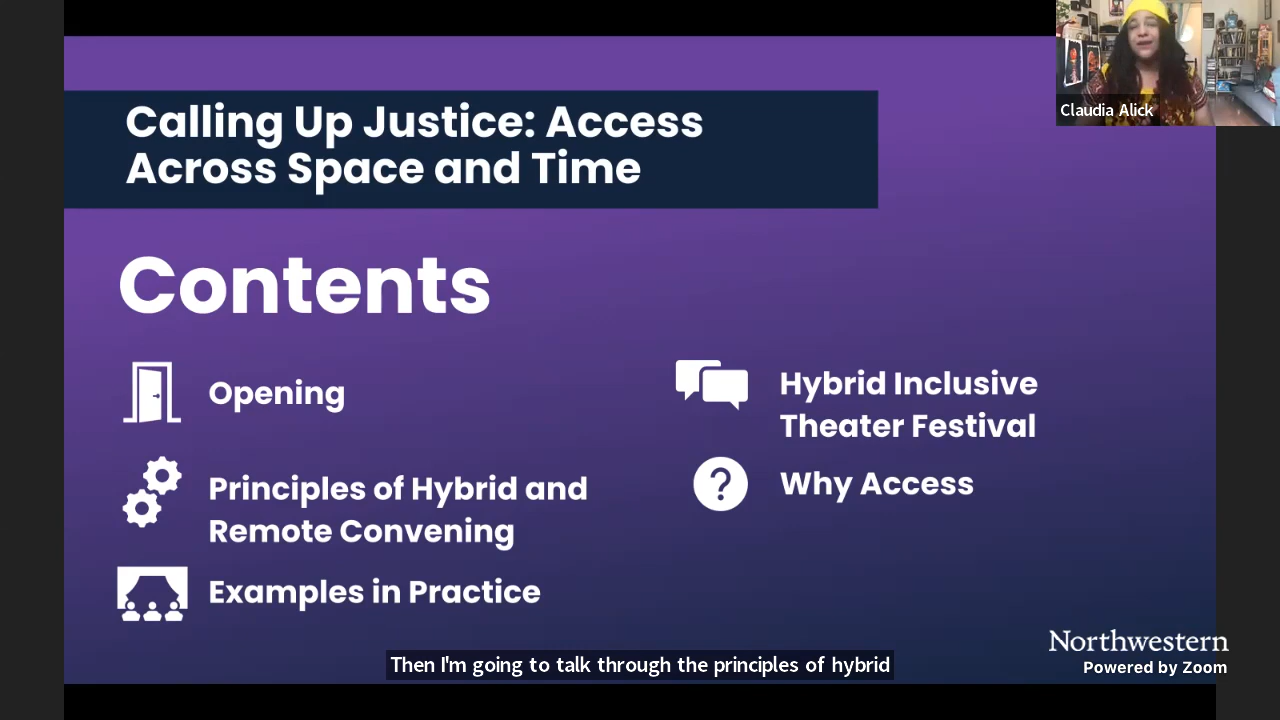 Claudia Alick
Calling Up Justice: Access
Across Space and Time
Contents
Opening
Principles of Hybrid and
Remote Convening
Examples in Practice
Hybrid Inclusive
Theater Festival
Why Access
Then I'm going to talk through the principles of hybrid
Northwestern
Powered by Zoom